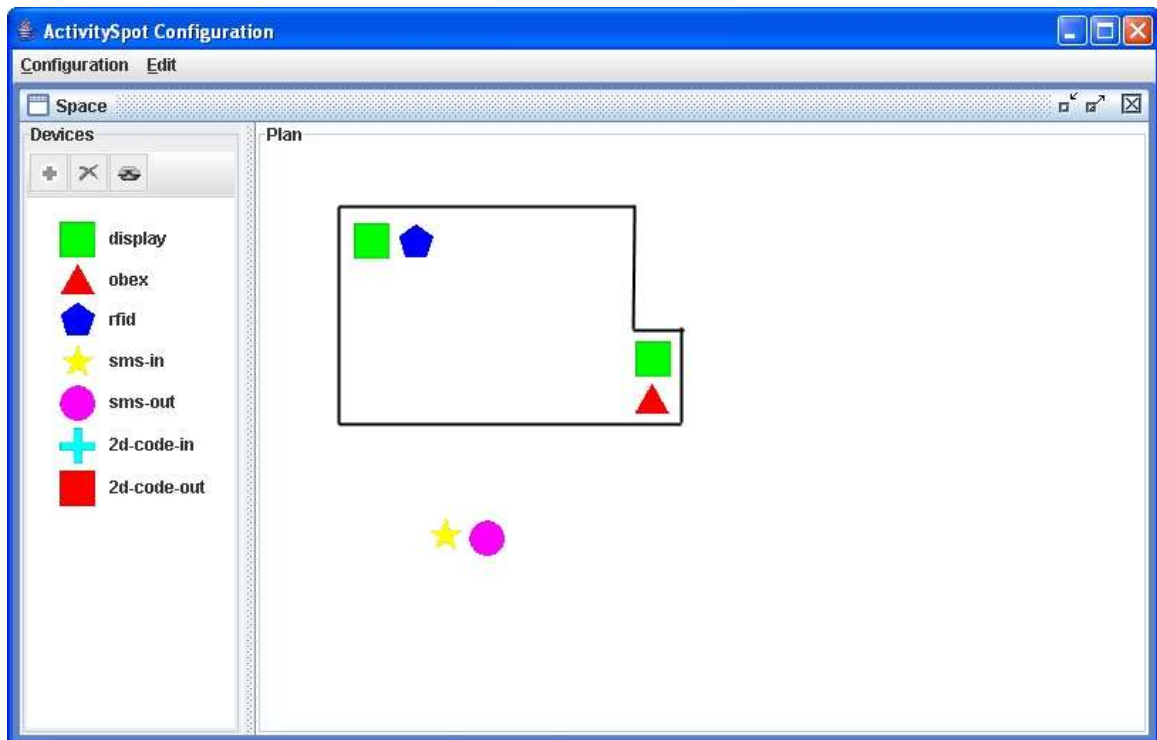 ActivitySpot Configuration
Configuration Edit
Space
Devices
Plan
display
obex
rfid
sms-in
sms-out
2d-code-in
2d-code-out